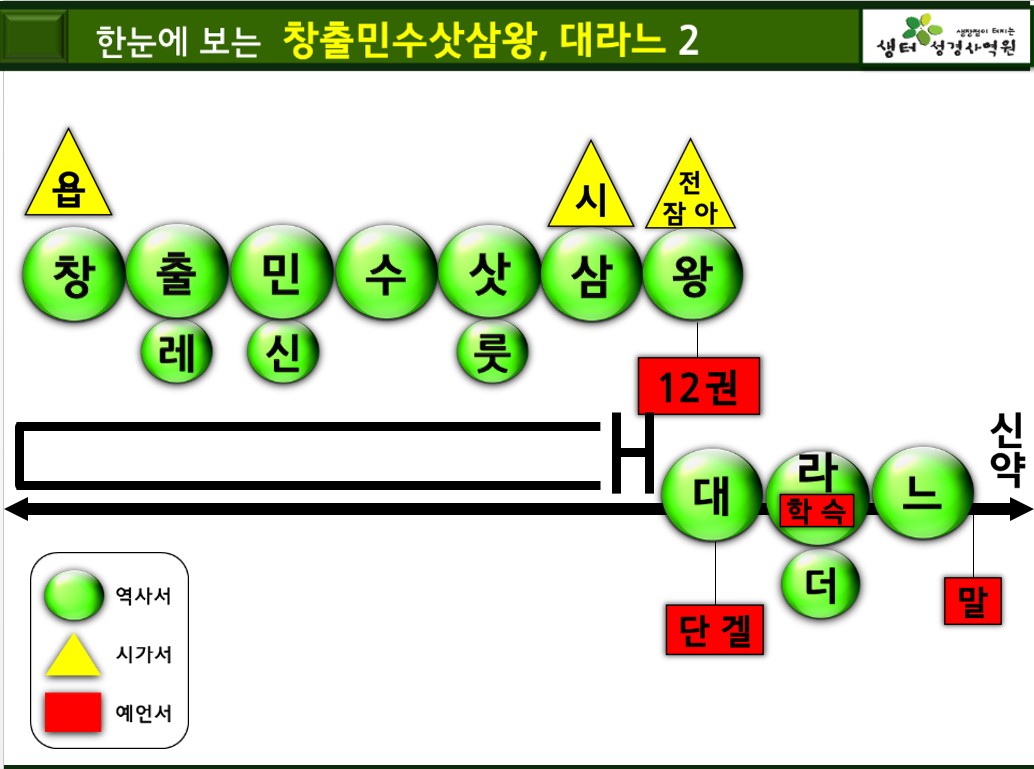 한눈에 보는 창출민수삿삼왕, 대라느 2
생장점이 터지는
생터 성경사역원
욥
시
전
잠 아
창 출 민 수 삿 삼 왕
레 신 룻
12권
신약
대 라 느
학 슥
더
단 겔
말
역사서
시가서
예언서